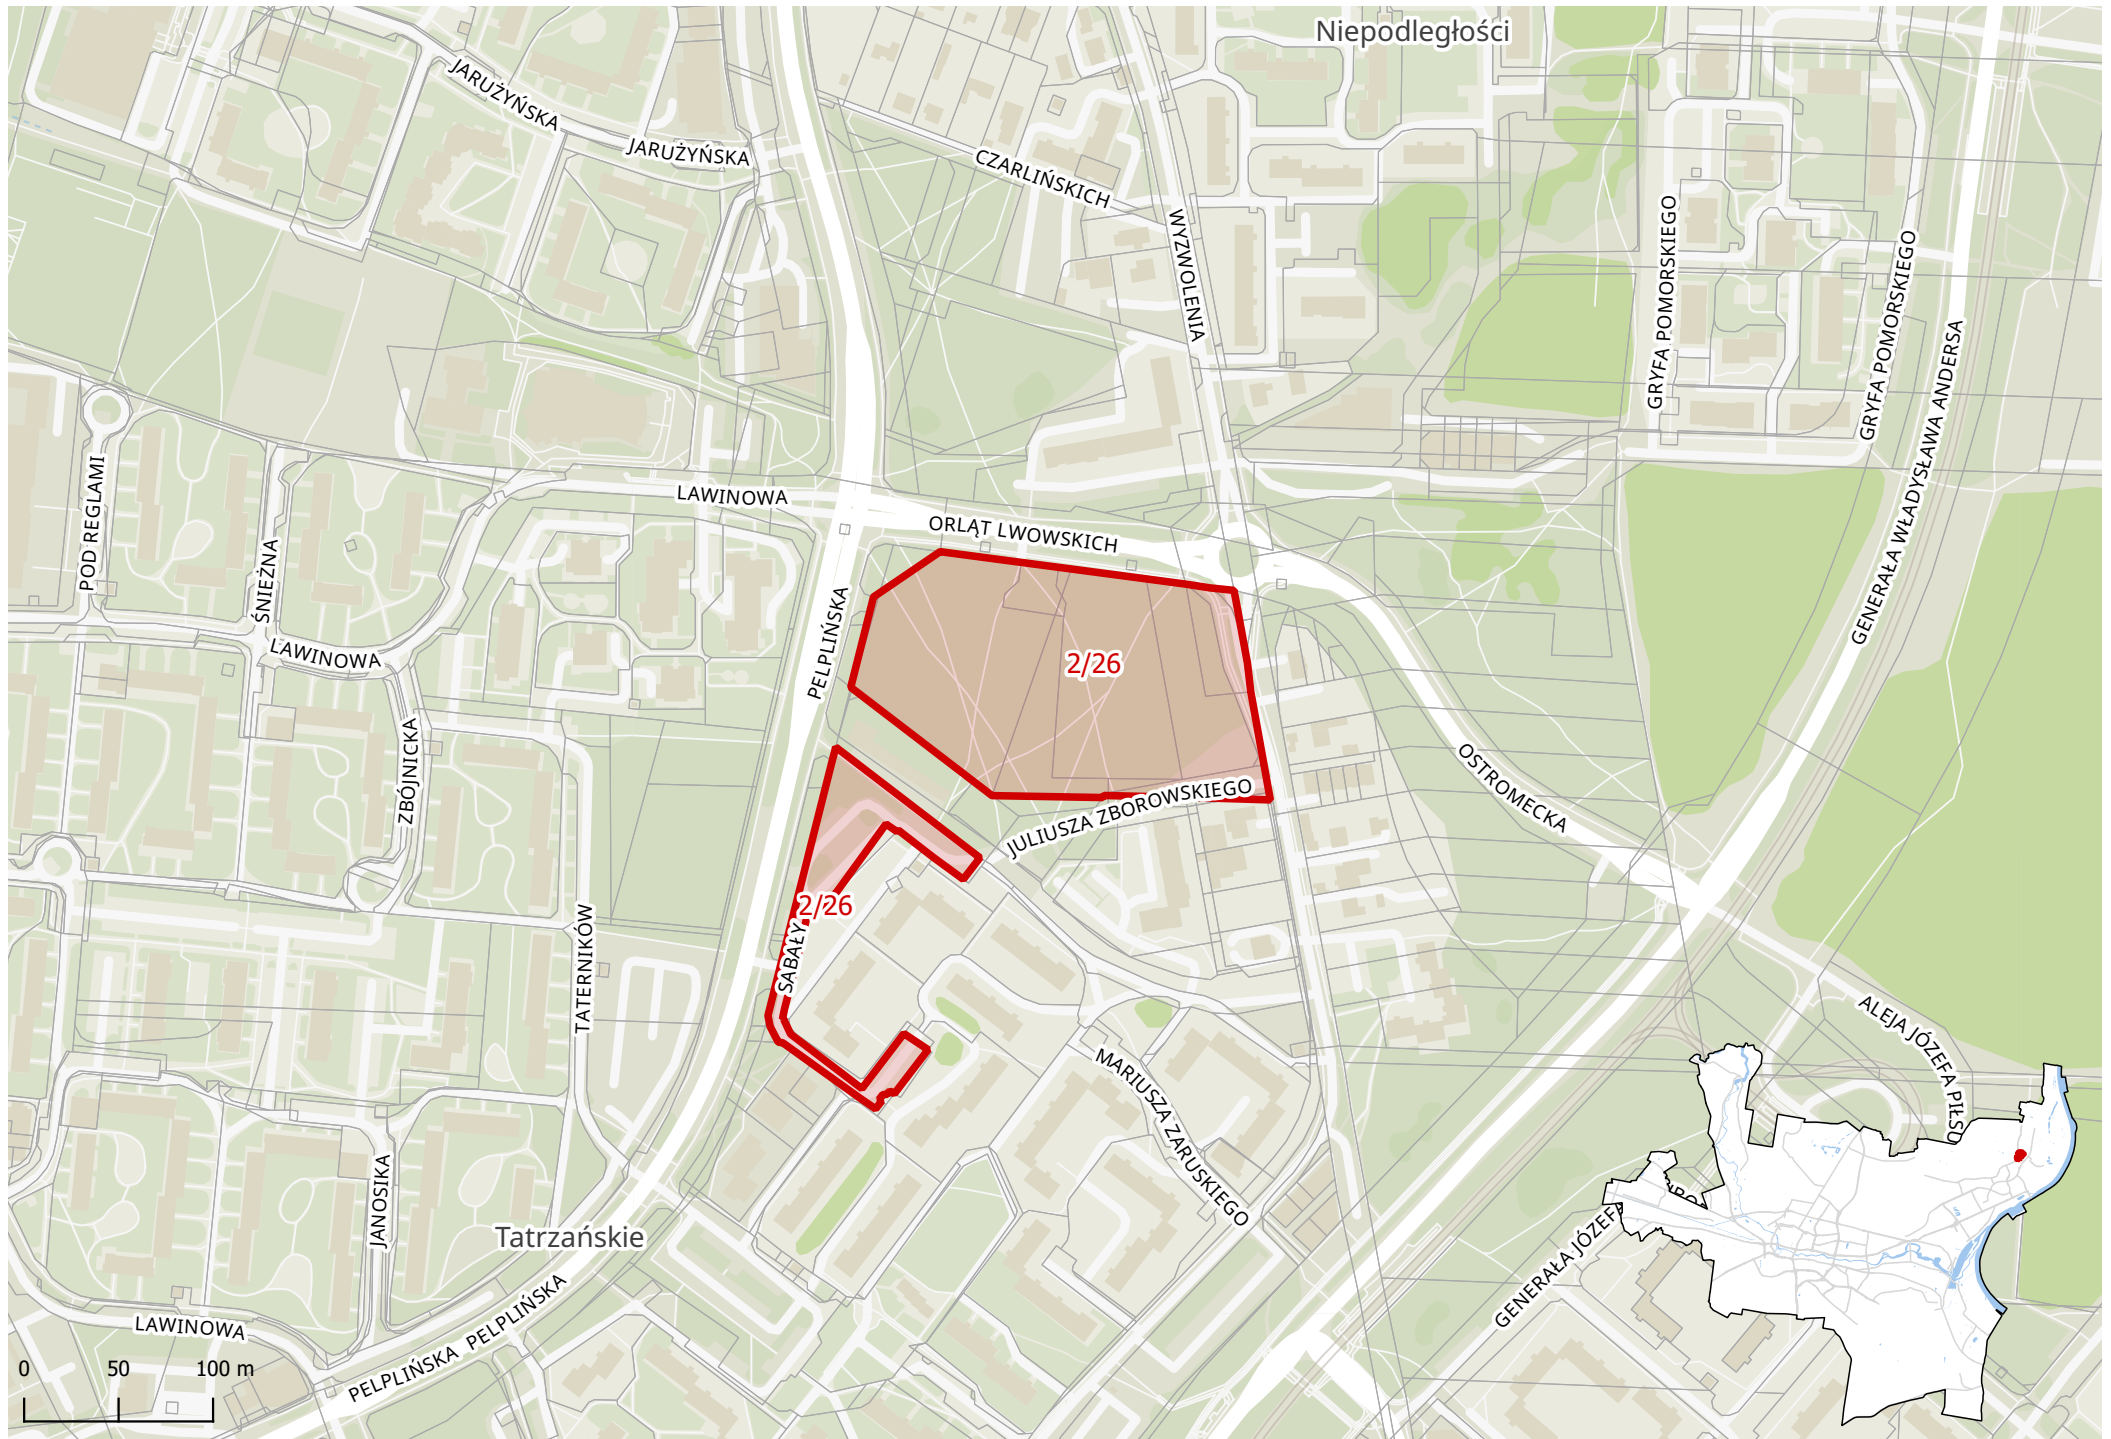 Niepodległości
JARUŻYŃSKA
JARUŻYŃSKA
CZARLIŃSKICH
WYZWOLENIA
GRYFA POMORSKIEGO
GRYFA POMORSKIEGO
GENERAŁA WŁADYSŁAWA ANDERSA
POD REGLAMI
ŚNIEŻNA
LAWINOWA
ORLĄT LWOWSKICH
LAWINOWA
PELPLIŃSKA
2/26
ZBÓJNICKA
OSTROMECKA
JULIUSZA ZBOROWSKIEGO
2/26
SABAŁY
TATERNIKÓW
ALEJA JÓZEFA PIŁSU
MARIUSZA ZARUSKIEGO
JANOSIKA
Tatrzańskie
GENERAŁA JÓZEF
LAWINOWA
PELPLIŃSKA
PELPLIŃSKA
0 50 100 m